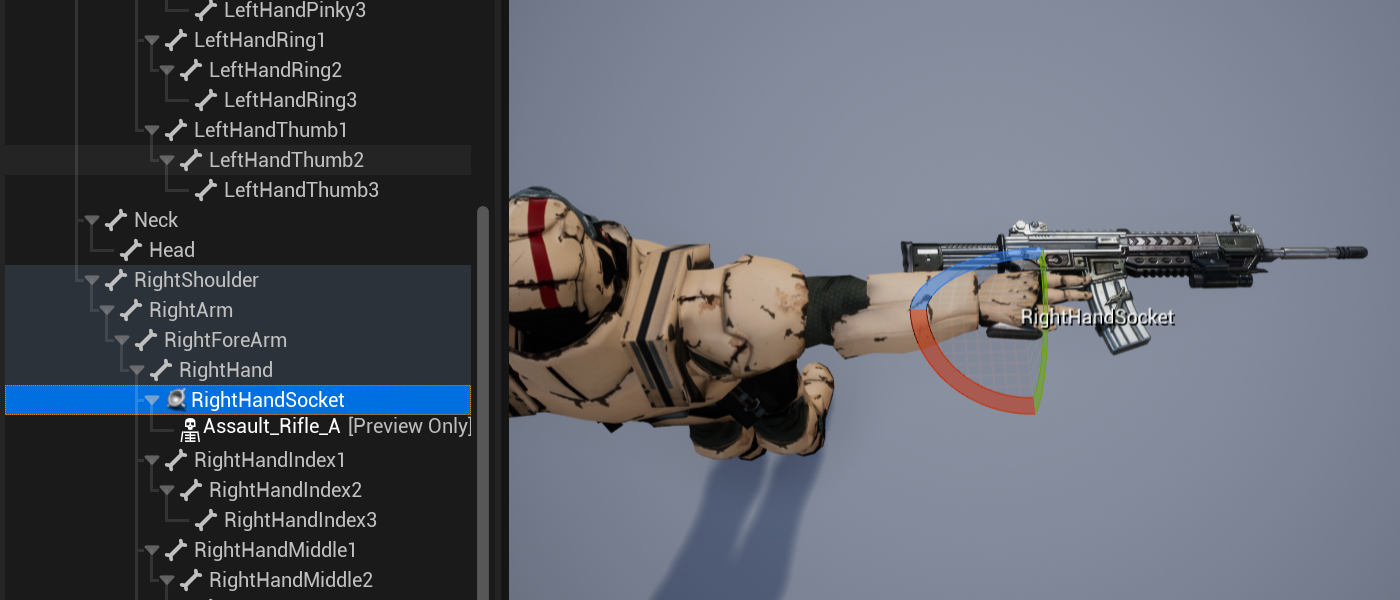 LeftHandPinky3
LeftHandRing1
LeftHandRing2
LeftHandRing3
LeftHandThumb1
LeftHandThumb2
LeftHandThumb3
Neck
Head
RightShoulder
RightArm
RightForeArm
RightHand
RightHandSocket
Assault_Rifle_A [Preview Only]
RightHandIndex1
RightHandIndex2
RightHandIndex3
RightHandMiddle1
RightHandMiddle2
RightHandSocket